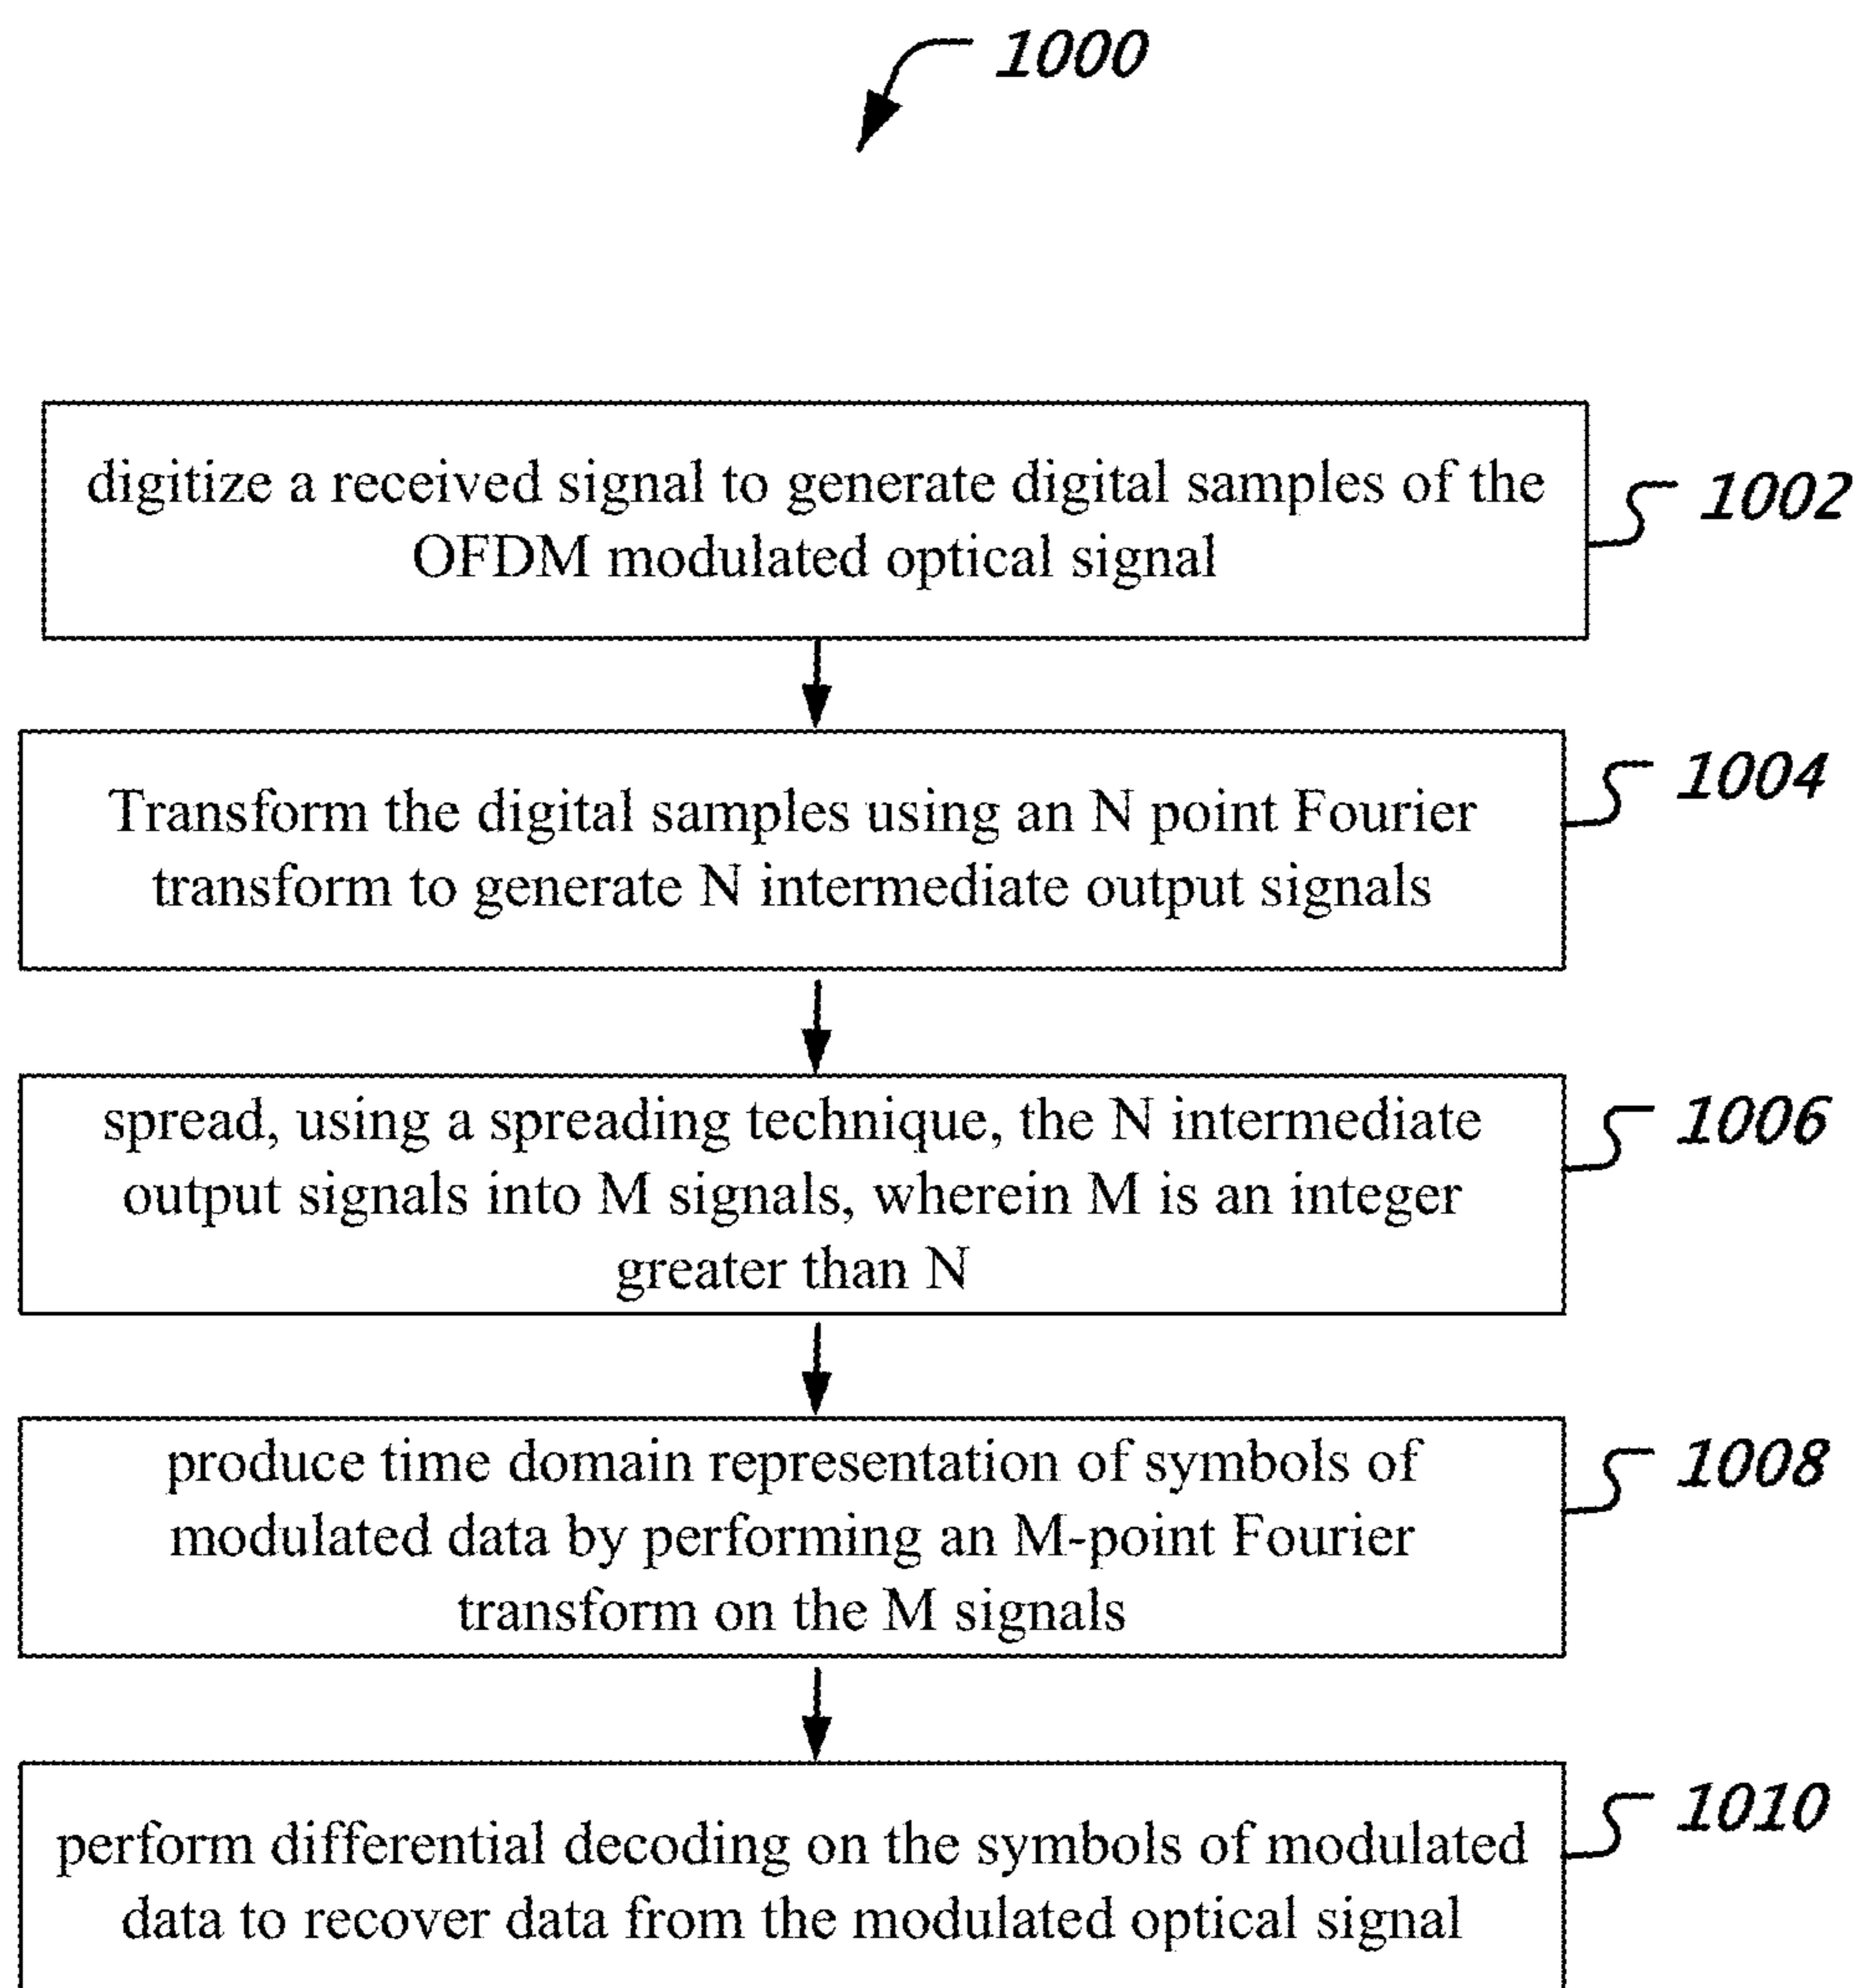 1000
digitize a received signal to generate digital samples of the
OFDM modulated optical signal
1002
Transform the digital samples using an N point Fourier
transform to generate N intermediate output signals
1004
spread, using a spreading technique, the N intermediate
output signals into M signals, wherein M is an integer
greater than N
1006
produce time domain representation of symbols of
modulated data by performing an M-point Fourier
transform on the M signals
1008
perform differential decoding on the symbols of modulated
data to recover data from the modulated optical signal
1010